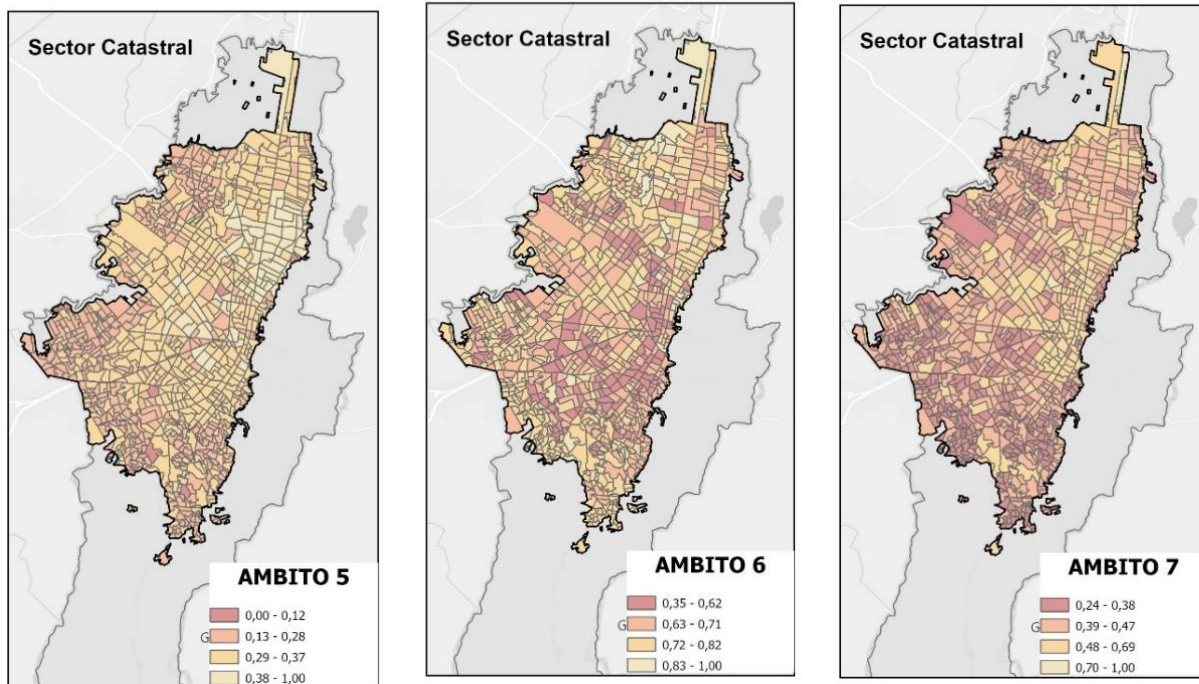 Sector Catastral
AMBITO 5
0,00 - 0,12
G
0,13 - 0,28
0,29 - 0,37
0,38 - 1,00
Sector Catastral
AMBITO 6
0,35 - 0,62
G
0,63 - 0,71
0,72 - 0,82
0,83 - 1,00
Sector Catastral
AMBITO 7
0,24 - 0,38
G
0,39 - 0,47
0,48 - 0,69
0,70 - 1,00